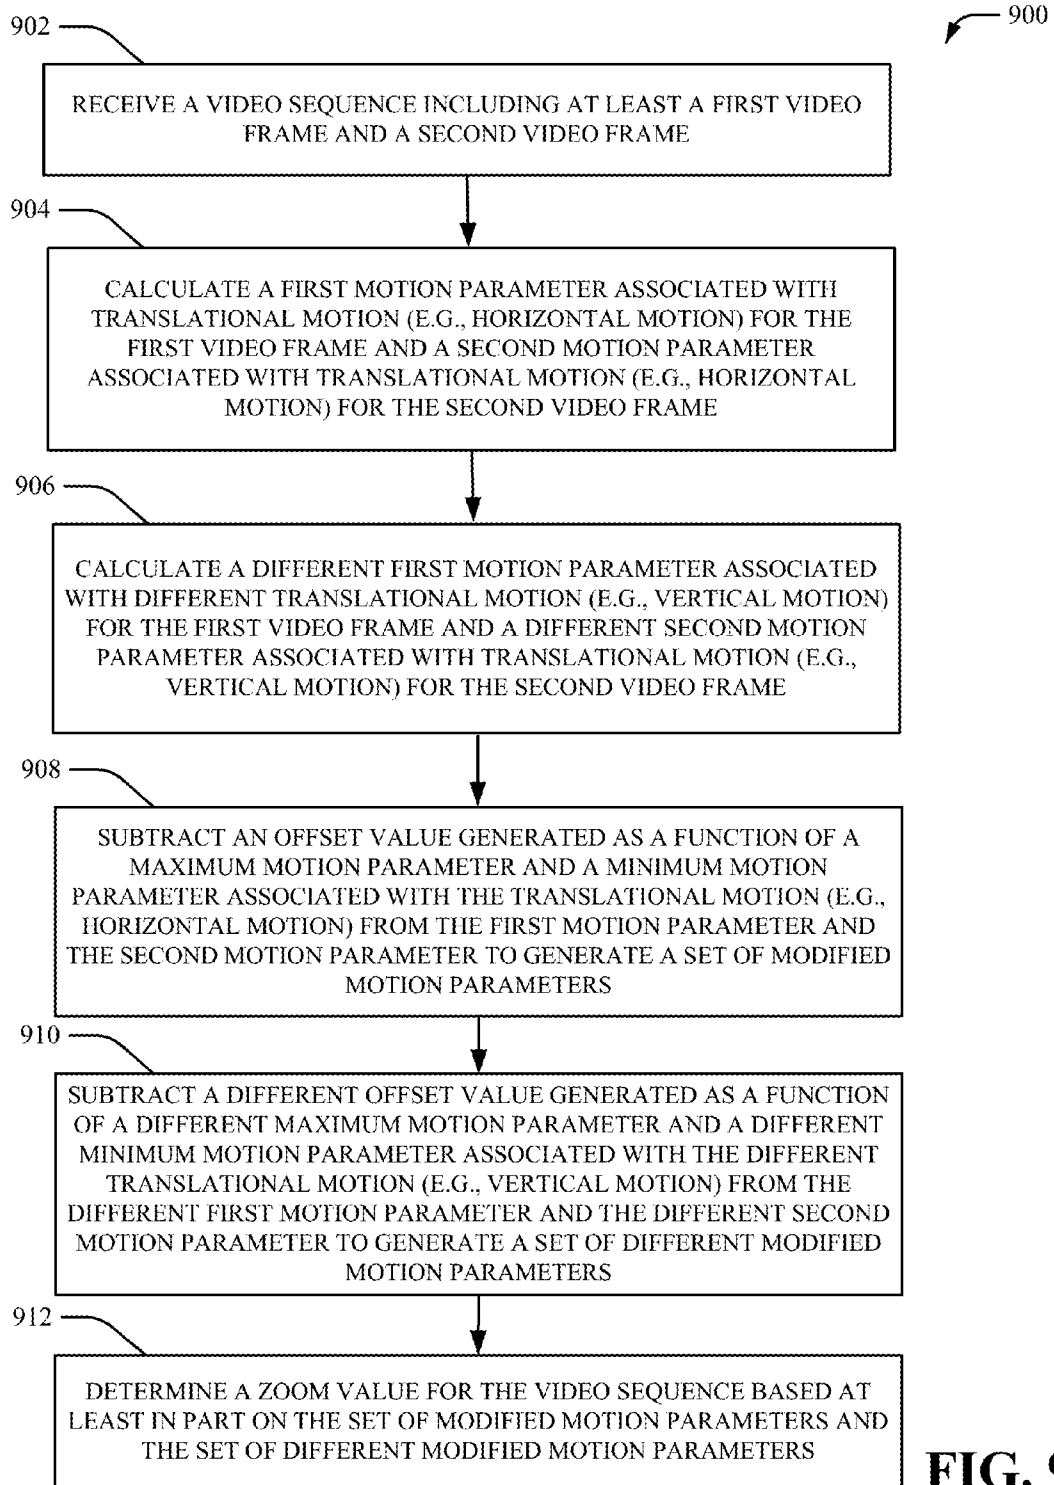 900
902
RECEIVE A VIDEO SEQUENCE INCLUDING AT LEAST A FIRST VIDEO
FRAME AND A SECOND VIDEO FRAME
904
CALCULATE A FIRST MOTION PARAMETER ASSOCIATED WITH
TRANSLATIONAL MOTION (E.G., HORIZONTAL MOTION) FOR THE
FIRST VIDEO FRAME AND A SECOND MOTION PARAMETER
ASSOCIATED WITH TRANSLATIONAL MOTION (E.G., HORIZONTAL
MOTION) FOR THE SECOND VIDEO FRAME
906
CALCULATE A DIFFERENT FIRST MOTION PARAMETER ASSOCIATED
WITH DIFFERENT TRANSLATIONAL MOTION (E.G., VERTICAL MOTION)
FOR THE FIRST VIDEO FRAME AND A DIFFERENT SECOND MOTION
PARAMETER ASSOCIATED WITH TRANSLATIONAL MOTION (E.G.,
VERTICAL MOTION) FOR THE SECOND VIDEO FRAME
908
SUBTRACT AN OFFSET VALUE GENERATED AS A FUNCTION OF A
MAXIMUM MOTION PARAMETER AND A MINIMUM MOTION
PARAMETER ASSOCIATED WITH THE TRANSLATIONAL MOTION (E.G.,
HORIZONTAL MOTION) FROM THE FIRST MOTION PARAMETER AND
THE SECOND MOTION PARAMETER TO GENERATE A SET OF MODIFIED
MOTION PARAMETERS
910
SUBTRACT A DIFFERENT OFFSET VALUE GENERATED AS A FUNCTION
OF A DIFFERENT MAXIMUM MOTION PARAMETER AND A DIFFERENT
MINIMUM MOTION PARAMETER ASSOCIATED WITH THE DIFFERENT
TRANSLATIONAL MOTION (E.G., VERTICAL MOTION) FROM THE
DIFFERENT FIRST MOTION PARAMETER AND THE DIFFERENT SECOND
MOTION PARAMETER TO GENERATE A SET OF DIFFERENT MODIFIED
MOTION PARAMETERS
912
DETERMINE A ZOOM VALUE FOR THE VIDEO SEQUENCE BASED AT
LEAST IN PART ON THE SET OF MODIFIED MOTION PARAMETERS AND
THE SET OF DIFFERENT MODIFIED MOTION PARAMETERS
FIG. 9